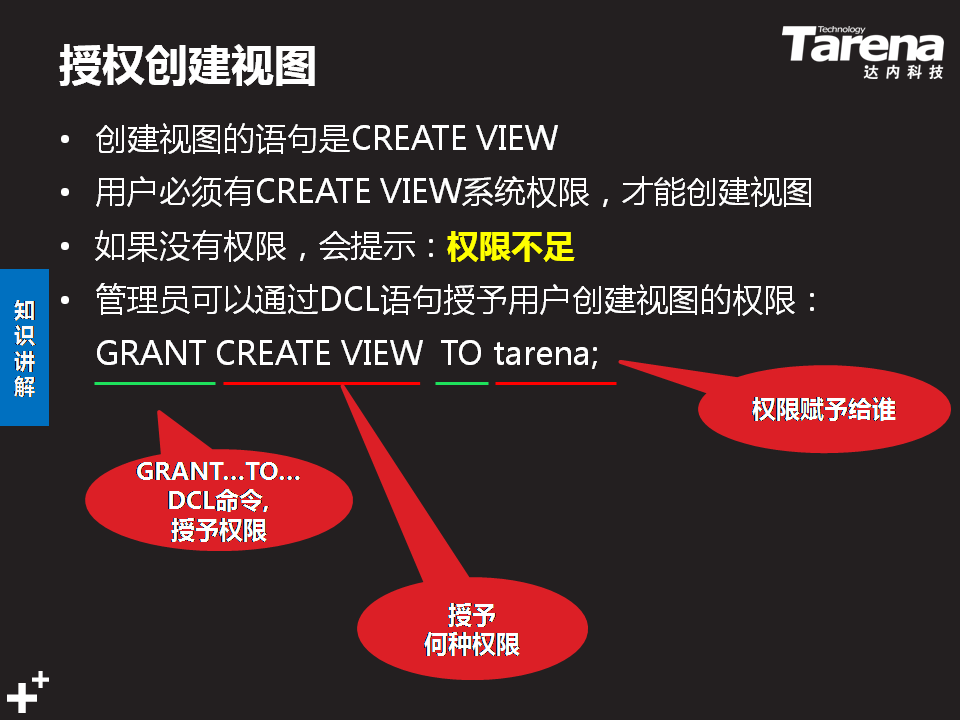 授权创建视图
Technology
Tarena
达内科技
• 创建视图的语句是CREATE VIEW
• 用户必须有CREATE VIEW系统权限，才能创建视图
• 如果没有权限，会提示：权限不足
• 管理员可以通过DCL语句授予用户创建视图的权限：
GRANT CREATE VIEW TO tarena;
知识讲解
权限赋予给谁
GRANT…TO…
DCL命令,
授予权限
授予
何种权限